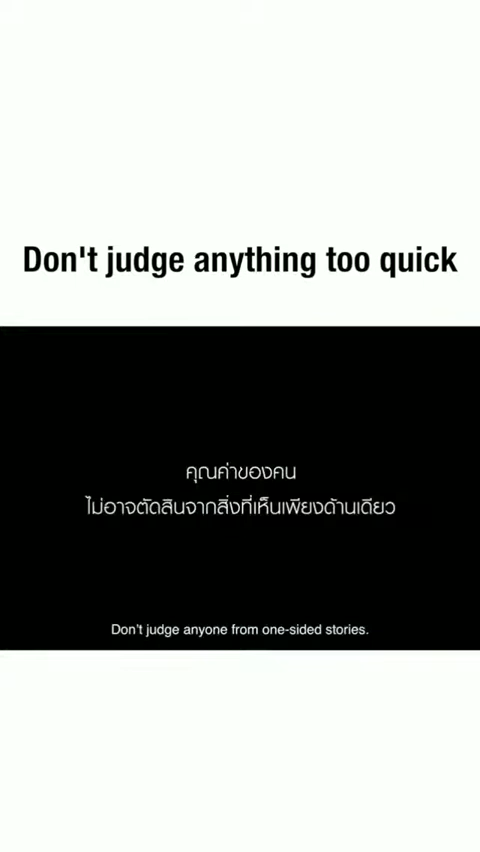 Don't judge anything too quick
คุณค่าของคน
ไม่อาจตัดสินจากสิ่งที่เห็นเพียงด้านเดียว
Don't judge anyone from one-sided stories.